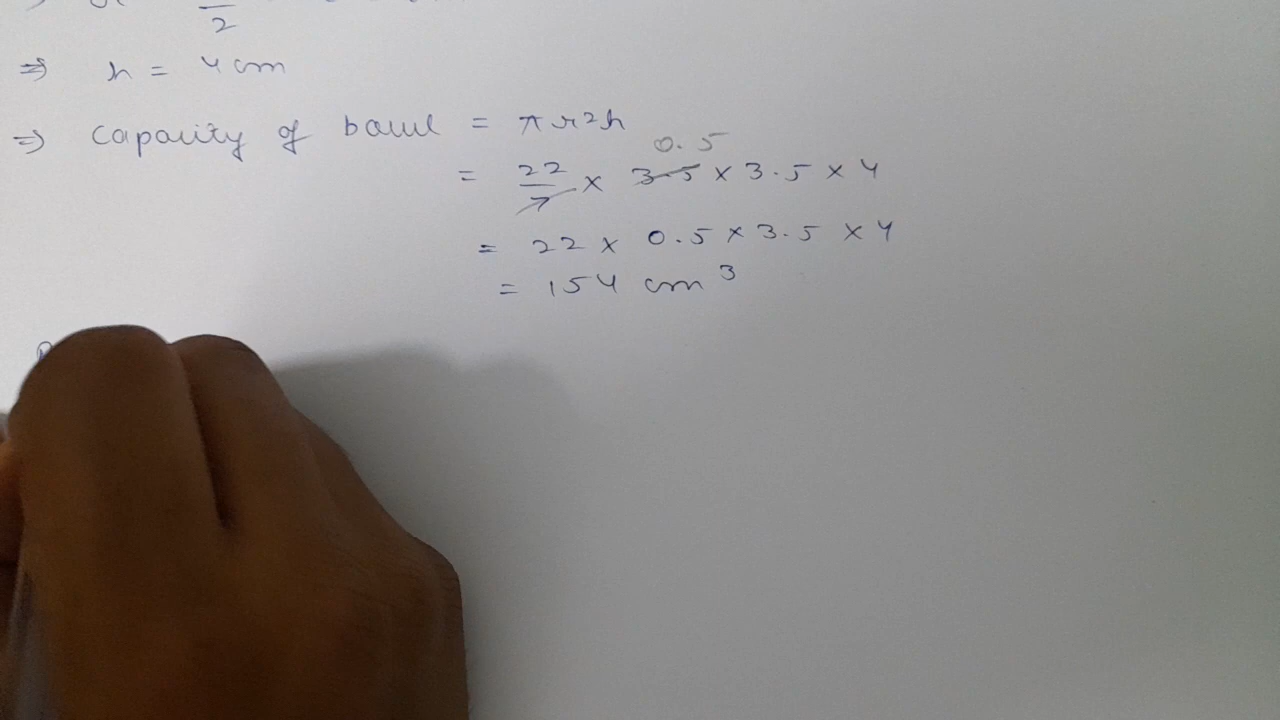 2
⇒ h = 4 cm
⇒ Capacity of bowl = π r²h
0.5
= 22/7 × 3.5 × 3.5 × 4
= 22 × 0.5 × 3.5 × 4
= 154 cm³